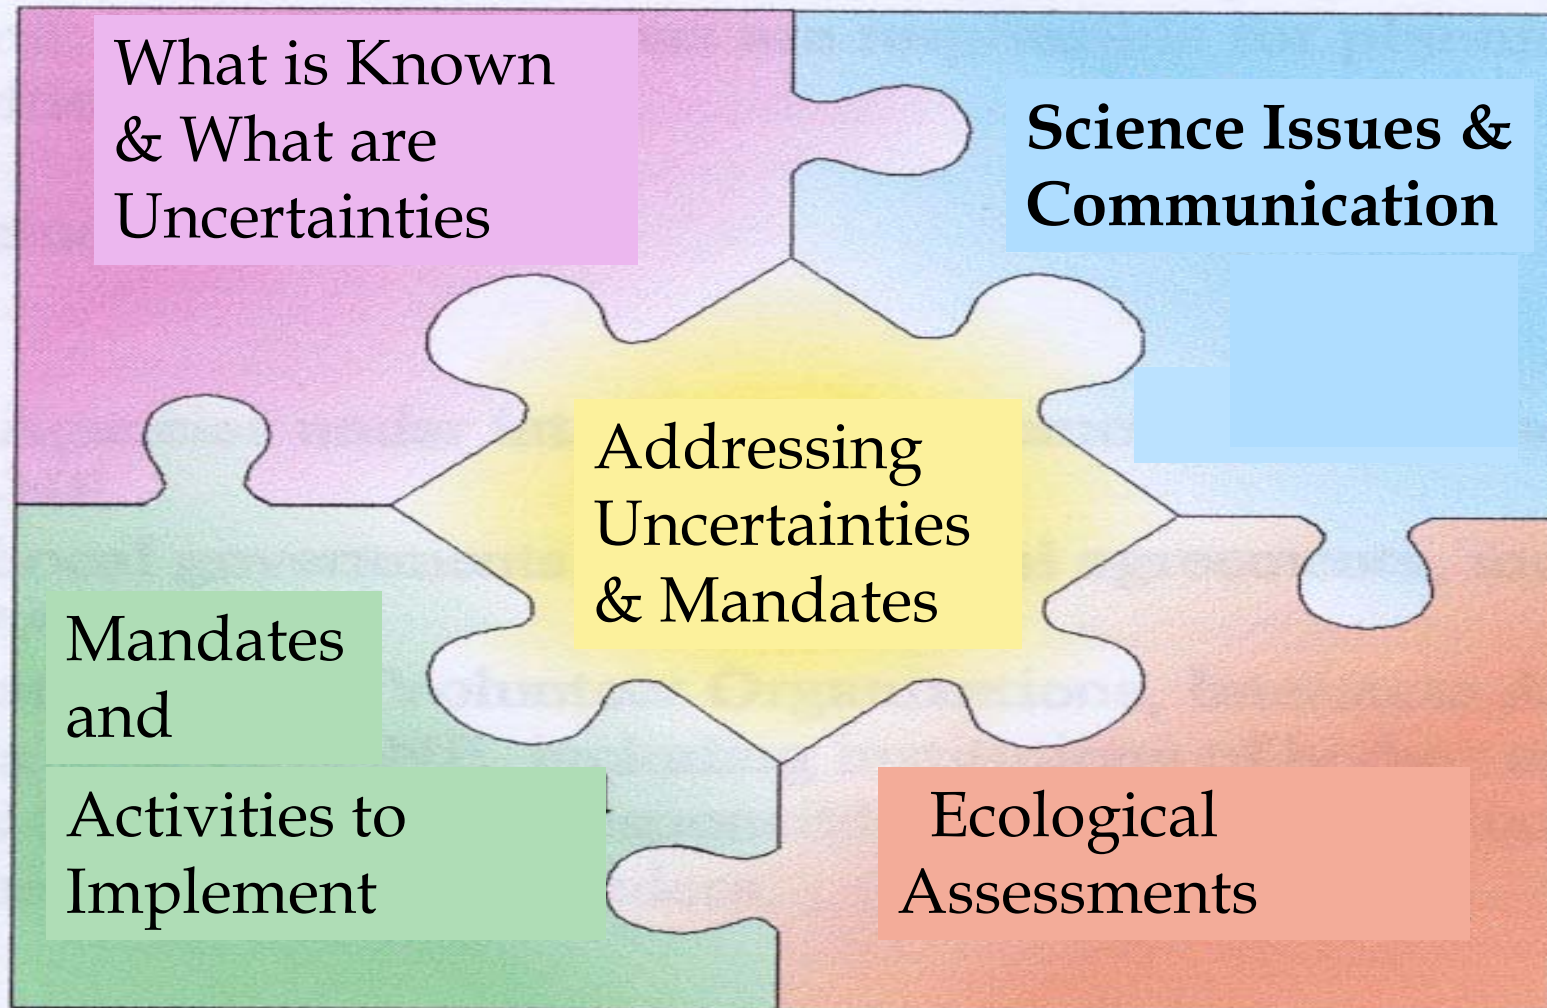 What is Known
& What are
Uncertainties
Science Issues &
Communication
Addressing
Uncertainties
& Mandates
Mandates
and
Activities to
Implement
Ecological
Assessments